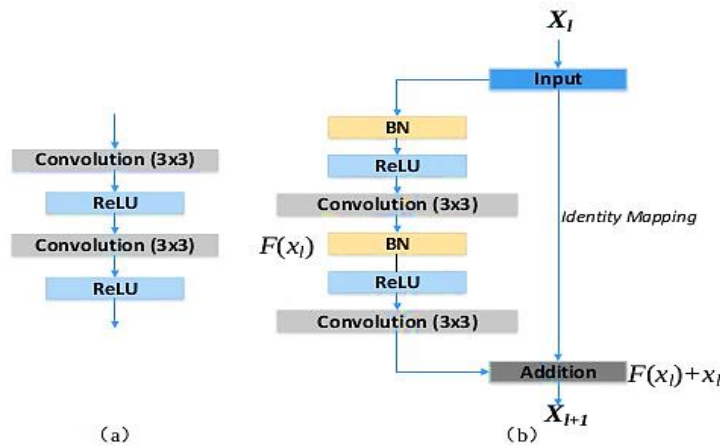 Convolution (3x3)
ReLU
Convolution (3x3)
ReLU
(a)
X_l
Input
BN
ReLU
Convolution (3x3)
Identity Mapping
F(x_l)
BN
ReLU
Convolution (3x3)
Addition
F(x_l)+x_l
X_{l+1}
(b)